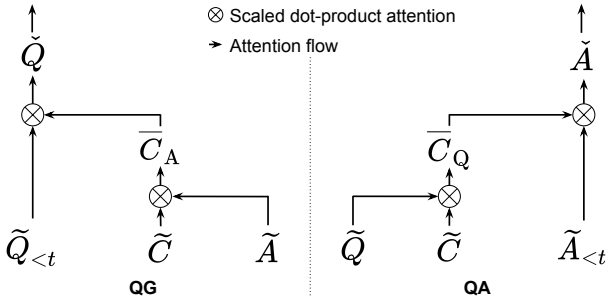 ⊗ Scaled dot-product attention
→ Attention flow
Q̌ Ǎ
C̅_A C̅_Q
Q̃_{<t} C̃ Ã Q̃ C̃ Ã_{<t}
QG QA